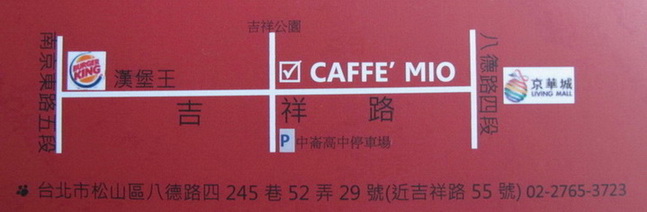 吉祥公園
南京東路五段
BURGER KING
漢堡王
CAFFE' MIO
八德路四段
京華城
LIVING MALL
吉祥路
P 中崙高中停車場
台北市松山區八德路四 245 巷 52 弄 29 號(近吉祥路 55 號) 02-2765-3723